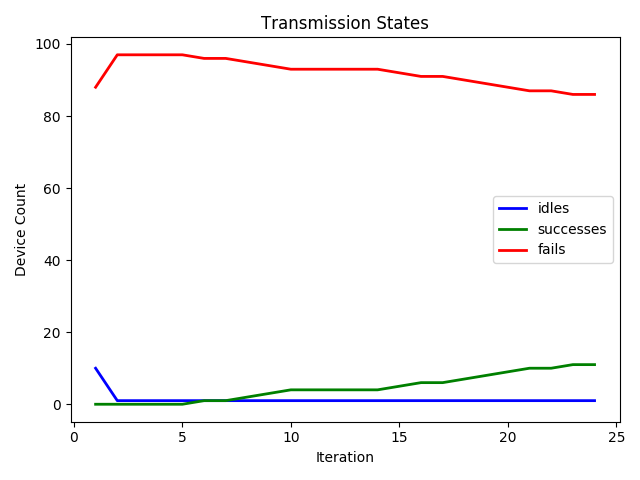 Transmission States
Device Count
100
80
60
40
20
0
idles
successes
fails
0 5 10 15 20 25
Iteration